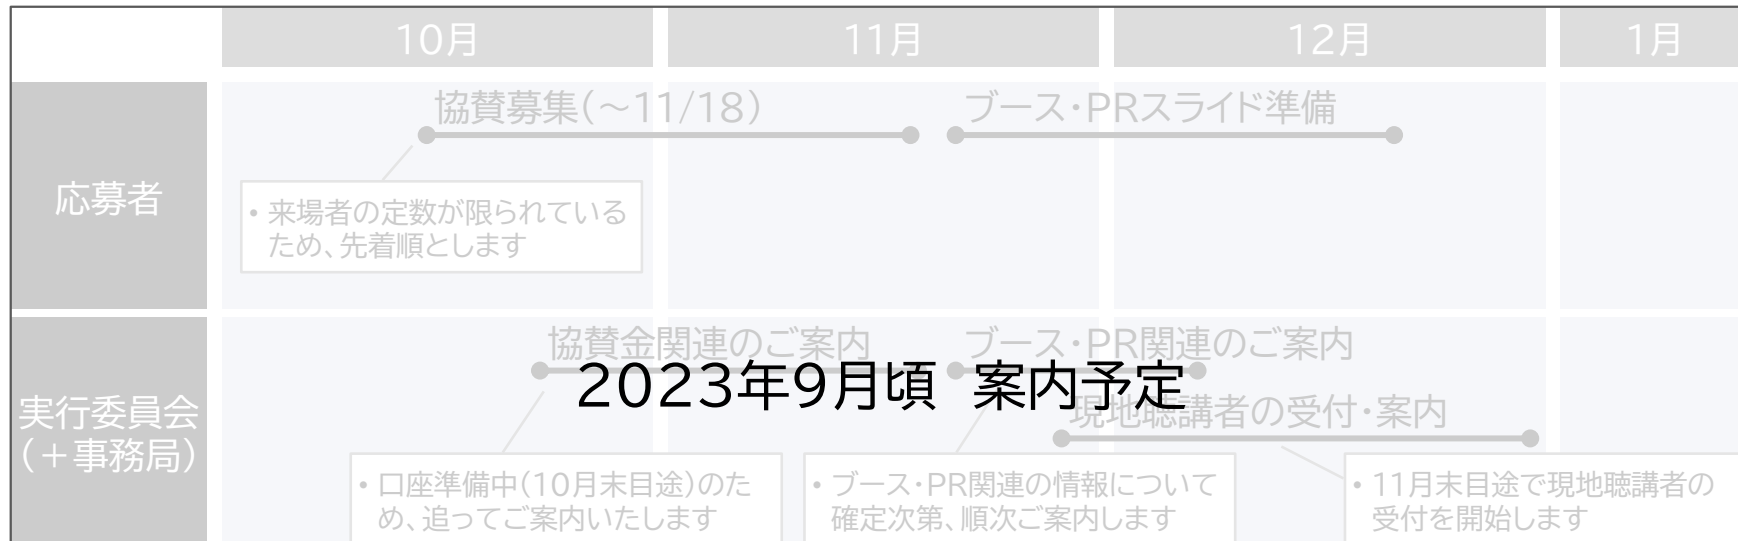 10月
11月
12月
1月
応募者
協賛募集(～11/18)
ブース・PRスライド準備
• 来場者の定数が限られている
ため、先着順とします
実行委員会
(＋事務局)
協賛金関連のご案内
ブース・PR関連のご案内
2023年9月頃　案内予定
現地聴講者の受付・案内
• 口座準備中(10月末目途)のた
め、追ってご案内いたします
• ブース・PR関連の情報について
確定次第、順次ご案内します
• 11月末目途で現地聴講者の
受付を開始します